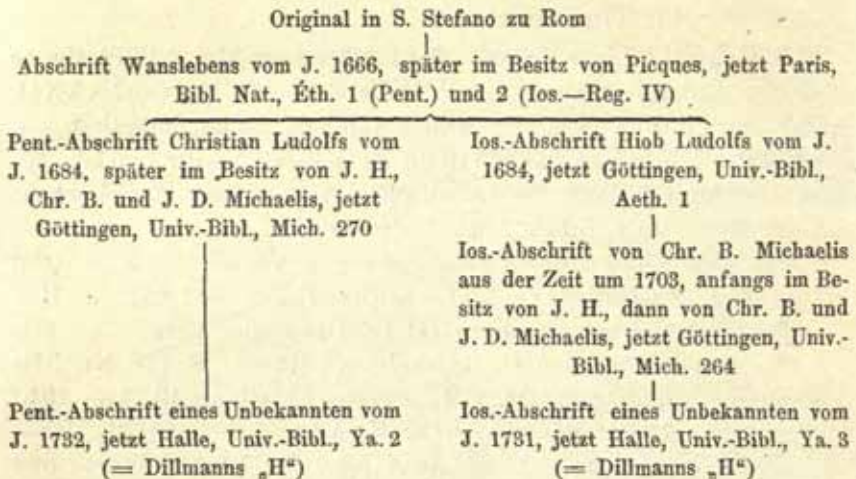 Original in S. Stefano zu Rom
Abschrift Wanslebens vom J. 1666, später im Besitz von Picques, jetzt Paris,
Bibl. Nat., Éth. 1 (Pent.) und 2 (Ios.—Reg. IV)
Pent.-Abschrift Christian Ludolfs vom
J. 1684, später im Besitz von J. H.,
Chr. B. und J. D. Michaelis, jetzt
Göttingen, Univ.-Bibl., Mich. 270
Pent.-Abschrift eines Unbekannten vom
J. 1732, jetzt Halle, Univ.-Bibl., Ya. 2
(= Dillmanns „H“)
Ios.-Abschrift Hiob Ludolfs vom J.
1684, jetzt Göttingen, Univ.-Bibl.,
Aeth. 1
Ios.-Abschrift von Chr. B. Michaelis
aus der Zeit um 1703, anfangs im Be-
sitz von J. H., dann von Chr. B. und
J. D. Michaelis, jetzt Göttingen, Univ.-
Bibl., Mich. 264
Ios.-Abschrift eines Unbekannten vom
J. 1731, jetzt Halle, Univ.-Bibl., Ya. 3
(= Dillmanns „H“)